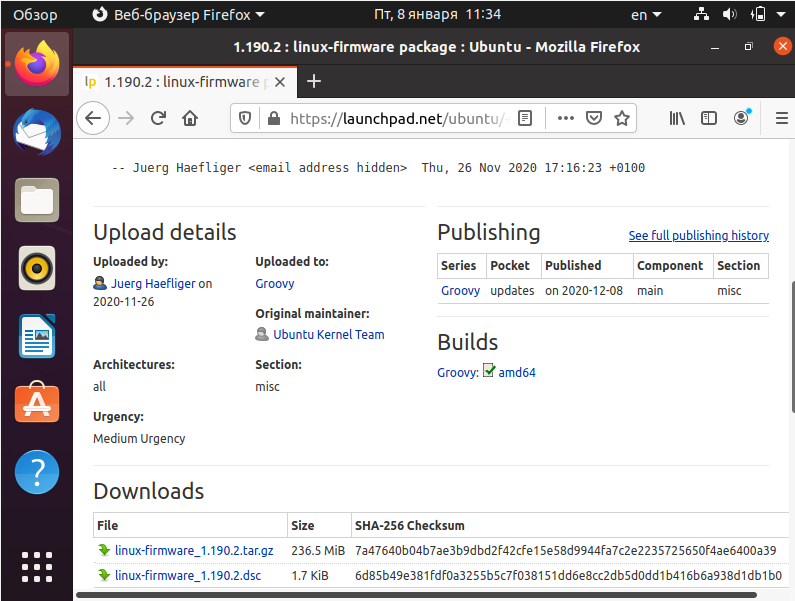 Обзор Веб-браузер Firefox Пт, 8 января 11:34 en
1.190.2 : linux-firmware package : Ubuntu - Mozilla Firefox
lp 1.190.2 : linux-firmware
https://launchpad.net/ubuntu/
-- Juerg Haefliger <email address hidden> Thu, 26 Nov 2020 17:16:23 +0100
Upload details
Uploaded by:
Juerg Haefliger on
2020-11-26
Uploaded to:
Groovy
Original maintainer:
Ubuntu Kernel Team
Architectures:
all
Section:
misc
Urgency:
Medium Urgency
Publishing
See full publishing history
Series Pocket Published Component Section
Groovy updates on 2020-12-08 main misc
Builds
Groovy: amd64
Downloads
File Size SHA-256 Checksum
linux-firmware_1.190.2.tar.gz 236.5 MiB 7a47640b04b7ae3b9dbd2f42cfe15e58d9944fa7c2e2235725650f4ae6400a39
linux-firmware_1.190.2.dsc 1.7 KiB 6d85b49e381fdf0a3255b5c7f038151dd6e8cc2db5d0dd1b416b6a938d1db1b0